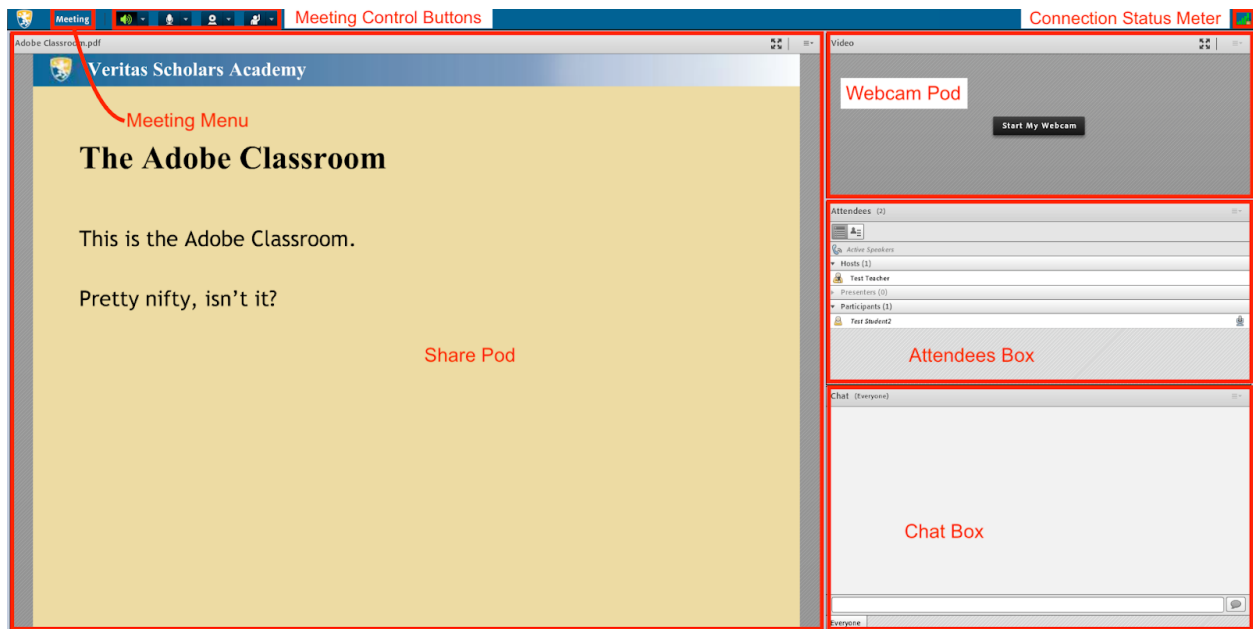 Meeting
Meeting Control Buttons
Connection Status Meter
Adobe Classroom.pdf
Veritas Scholars Academy
Meeting Menu
The Adobe Classroom
This is the Adobe Classroom.
Pretty nifty, isn't it?
Share Pod
Video
Webcam Pod
Start My Webcam
Attendees (2)
Active Speakers
Hosts (1)
Test Teacher
Presenters (0)
Participants (1)
Test Student2
Attendees Box
Chat (Everyone)
Chat Box
Everyone